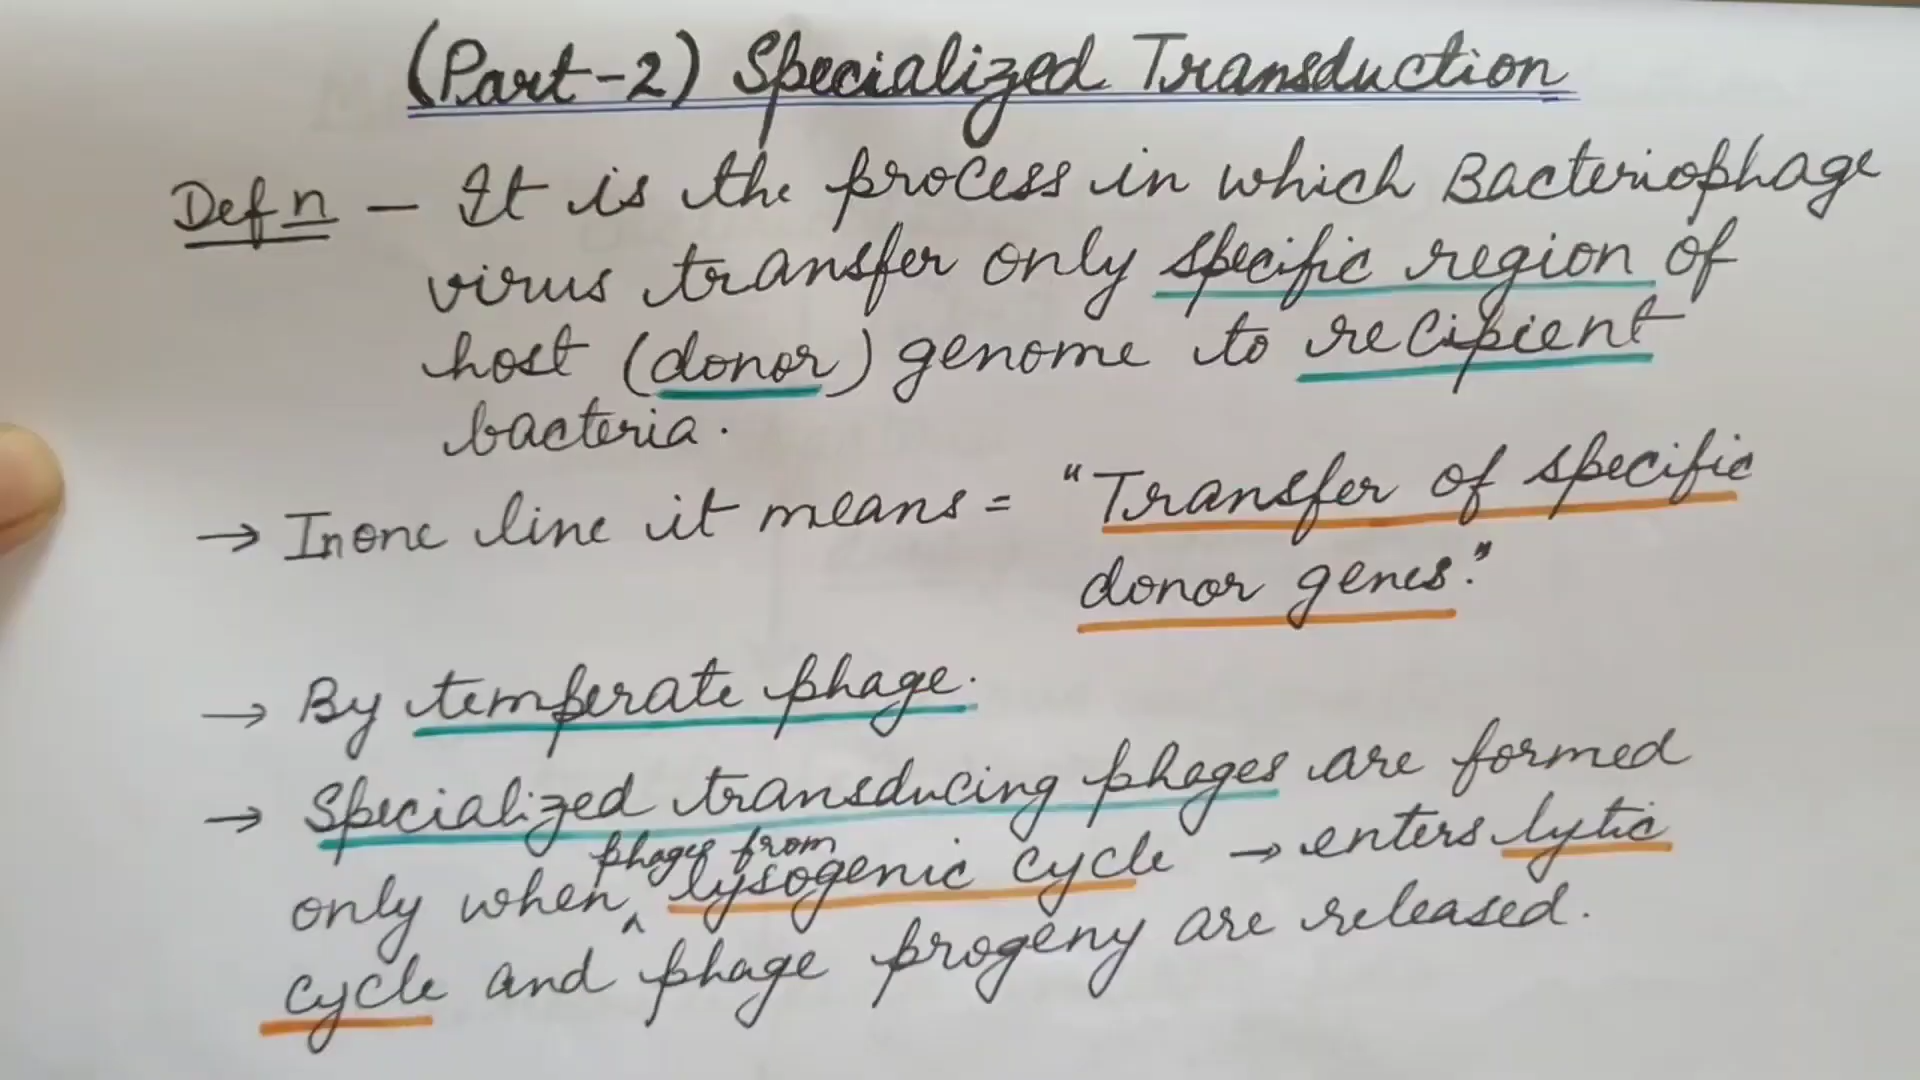 (Part-2) Specialized Transduction
Defn - It is the process in which Bacteriophage
virus transfer only specific region of
host (donor) genome to recipient
bacteria.
→ In one line it means = "Transfer of specific
donor genes."
→ By temperate phage.
→ Specialized transducing phages are formed
phages from
only when ^ lysogenic cycle → enters lytic
cycle and phage progeny are released.